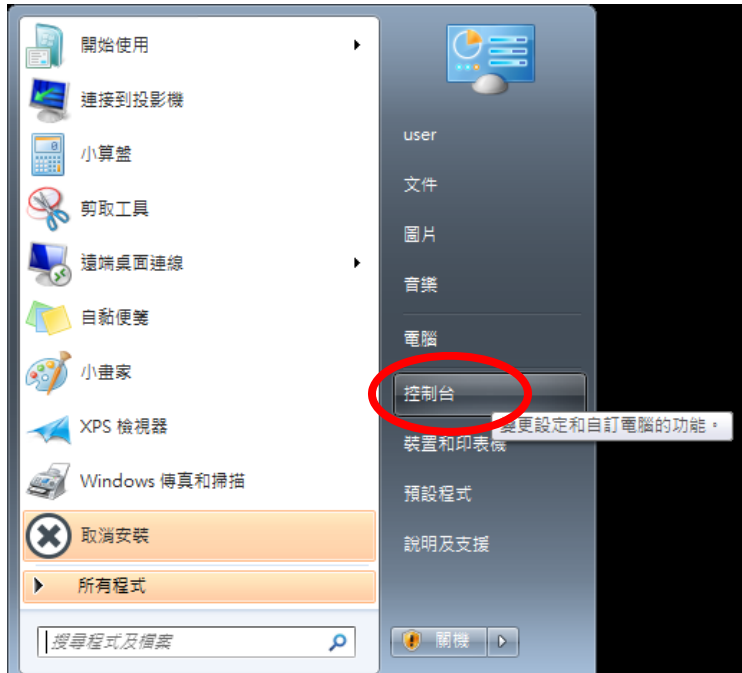 開始使用
連接到投影機
小算盤
剪取工具
遠端桌面連線
自黏便箋
小畫家
XPS 檢視器
Windows 傳真和掃描
取消安裝
所有程式
搜尋程式及檔案
user
文件
圖片
音樂
電腦
控制台
變更設定和自訂電腦的功能。
裝置和印表機
預設程式
說明及支援
關機